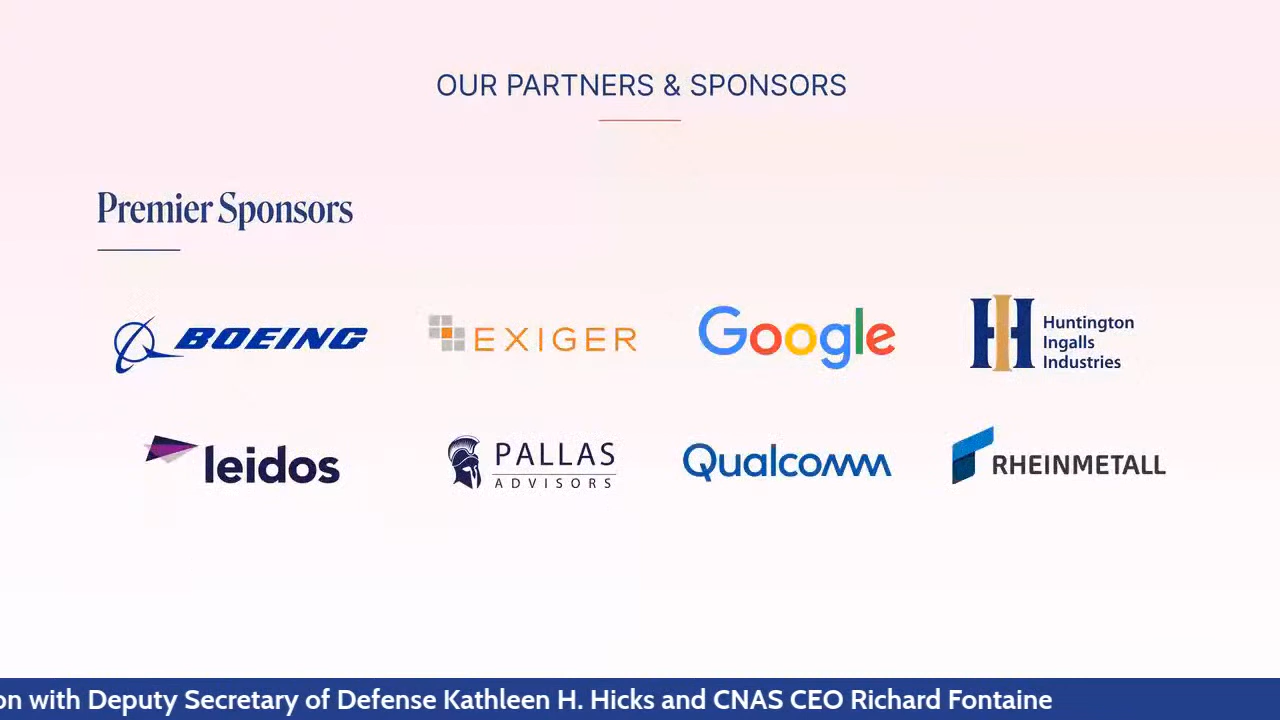 OUR PARTNERS & SPONSORS
Premier Sponsors
BOEING
EXIGER
Google
Huntington
Ingalls
Industries
leidos
PALLAS
ADVISORS
Qualcomm
RHEINMETALL
on with Deputy Secretary of Defense Kathleen H. Hicks and CNAS CEO Richard Fontaine